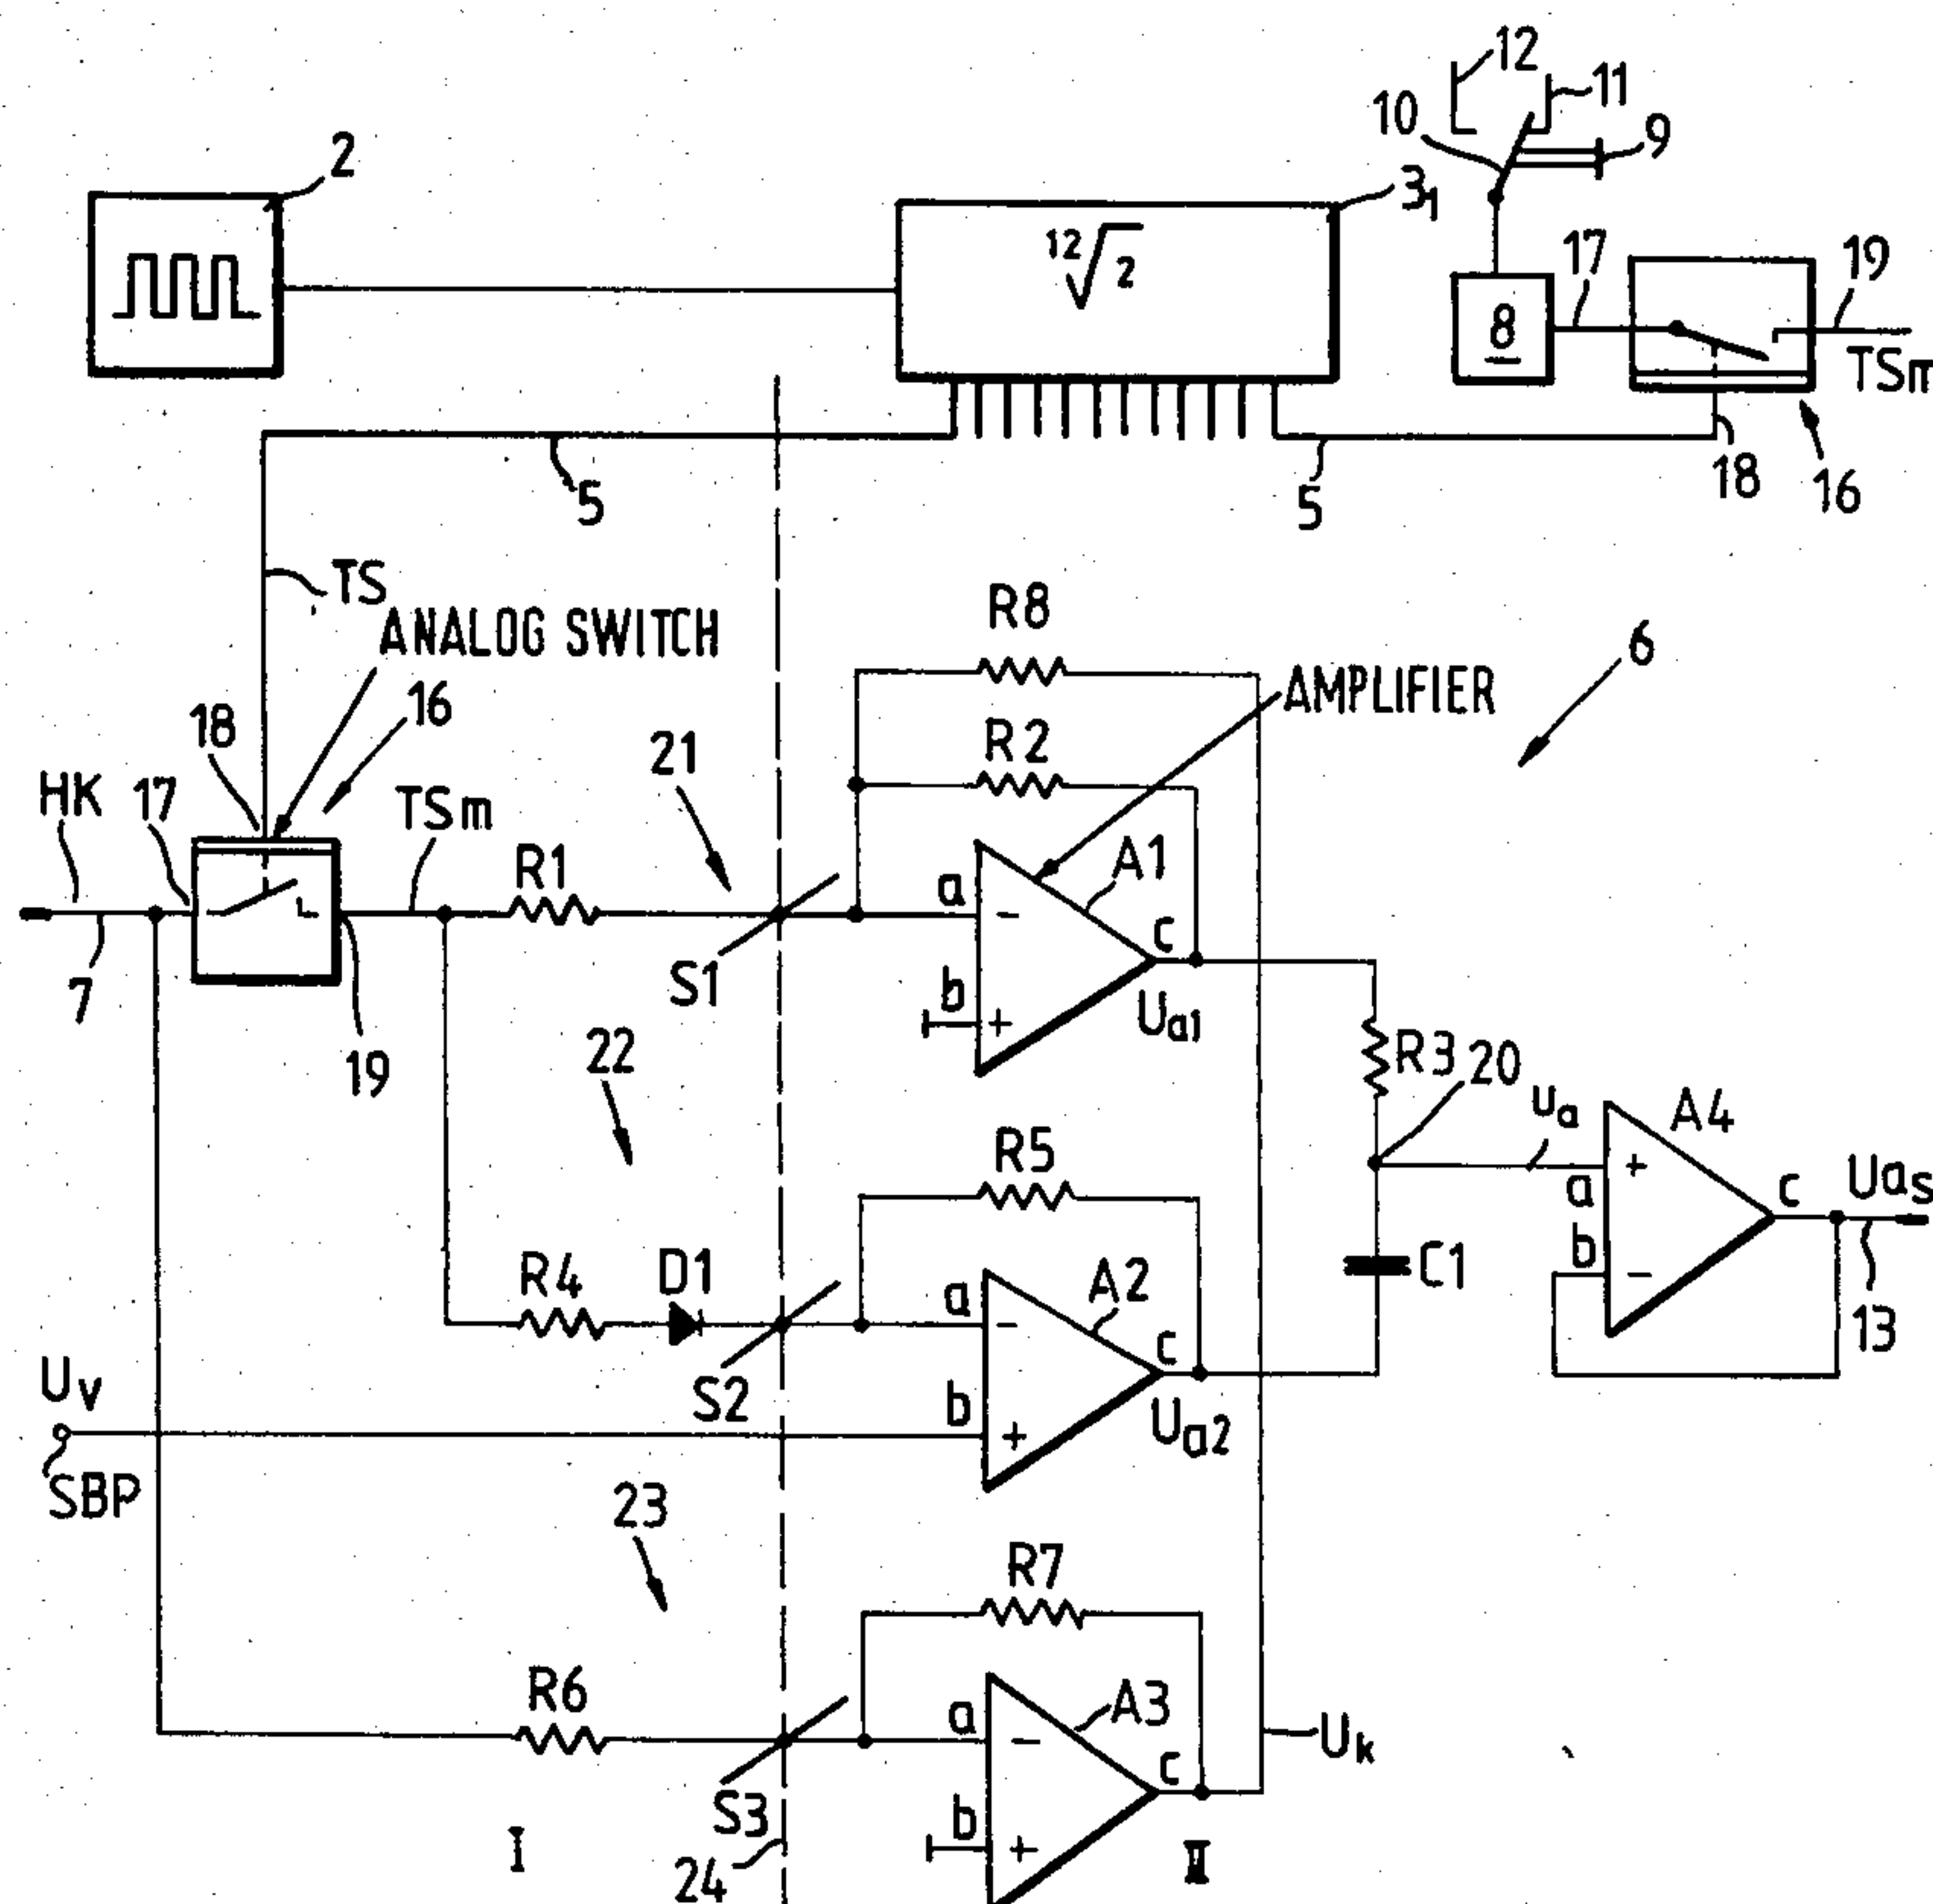 12
11
10
9
2
3₁
¹²√2
8
17
19
TSm
5
5
18
16
TS
ANALOG SWITCH
R8
6
AMPLIFIER
18
16
21
R2
HK
17
TSm
R1
a
A1
−
c
7
S1
b
+
Ua1
19
22
R3
20
ua
A4
R5
+
a
c
Uas
b
−
C1
13
R4
D1
a
A2
−
c
S2
Uv
b
+
Ua2
SBP
23
R7
R6
a
A3
−
c
Uk
S3
b
+
I
24
II